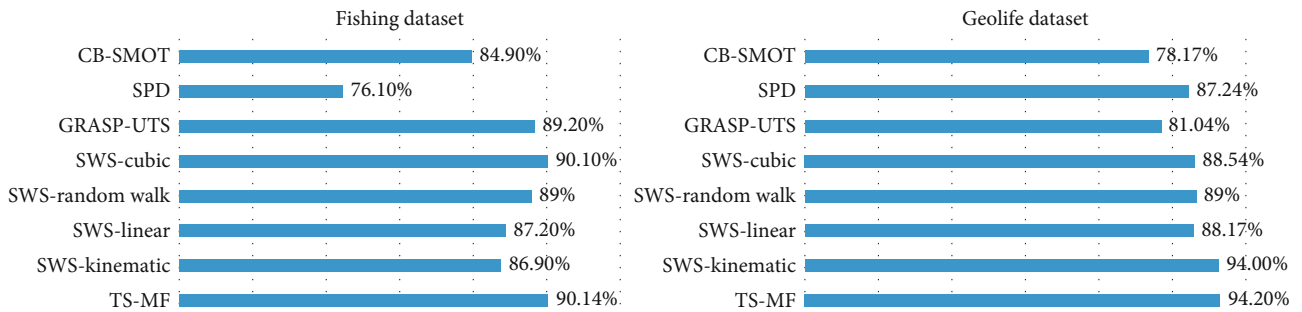 Fishing dataset
CB-SMOT 84.90%
SPD 76.10%
GRASP-UTS 89.20%
SWS-cubic 90.10%
SWS-random walk 89%
SWS-linear 87.20%
SWS-kinematic 86.90%
TS-MF 90.14%
Geolife dataset
CB-SMOT 78.17%
SPD 87.24%
GRASP-UTS 81.04%
SWS-cubic 88.54%
SWS-random walk 89%
SWS-linear 88.17%
SWS-kinematic 94.00%
TS-MF 94.20%